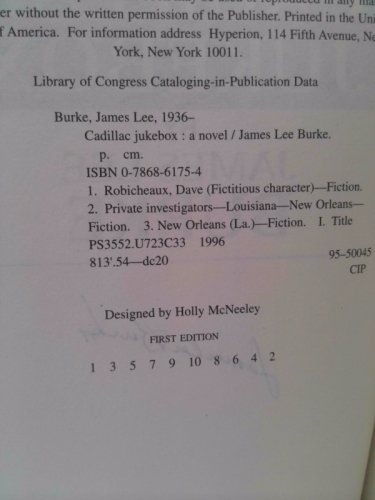 er without the written permission of the Publisher. Printed in the Uni
f America. For information address Hyperion, 114 Fifth Avenue, Ne
York, New York 10011.
Library of Congress Cataloging-in-Publication Data
Burke, James Lee, 1936–
Cadillac jukebox : a novel / James Lee Burke.
p. cm.
ISBN 0-7868-6175-4
1. Robicheaux, Dave (Fictitious character)—Fiction.
2. Private investigators—Louisiana—New Orleans—
Fiction. 3. New Orleans (La.)—Fiction. I. Title
PS3552.U723C33 1996
813'.54—dc20 95-50045
CIP
Designed by Holly McNeeley
FIRST EDITION
1 3 5 7 9 10 8 6 4 2